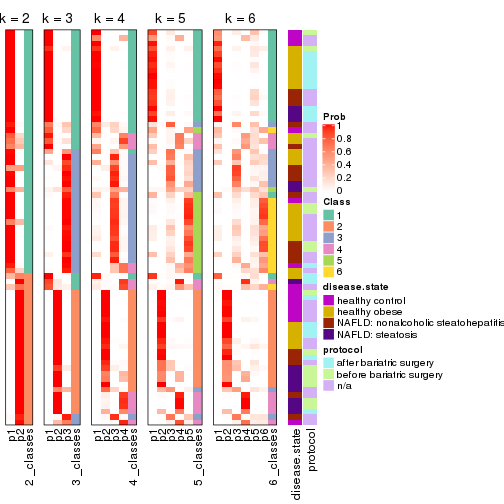 k = 2 k = 3 k = 4 k = 5 k = 6
Prob
1
0.8
0.6
0.4
0.2
0
Class
1
2
3
4
5
6
disease.state
healthy control
healthy obese
NAFLD: nonalcoholic steatohepatitis
NAFLD: steatosis
protocol
after bariatric surgery
before bariatric surgery
n/a
p1 p2 2_classes p1 p2 p3 3_classes p1 p2 p3 p4 4_classes p1 p2 p3 p4 p5 5_classes p1 p2 p3 p4 p5 p6 6_classes disease.state protocol